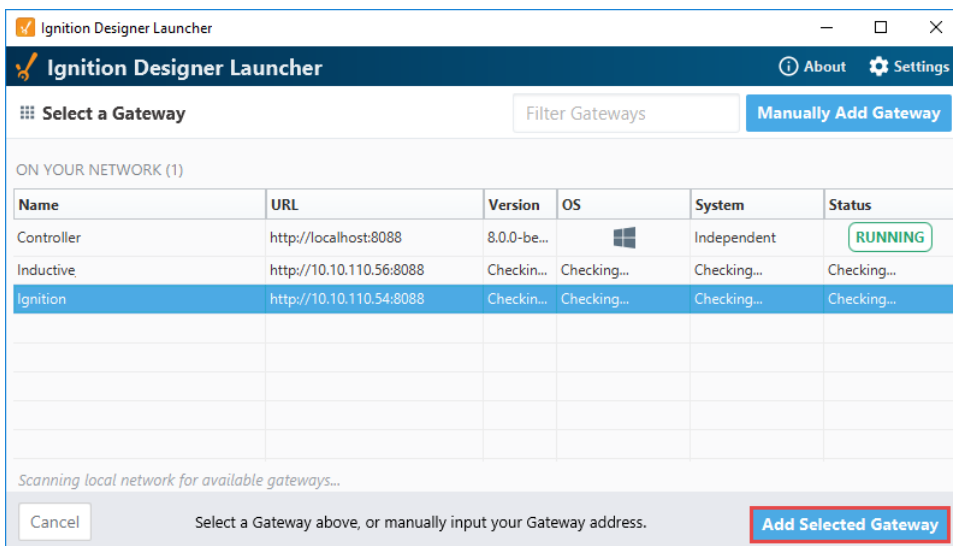 Ignition Designer Launcher
Ignition Designer Launcher About Settings
Select a Gateway Filter Gateways Manually Add Gateway
ON YOUR NETWORK (1)
Name URL Version OS System Status
Controller http://localhost:8088 8.0.0-be... Independent RUNNING
Inductive http://10.10.110.56:8088 Checkin... Checking... Checking... Checking...
Ignition http://10.10.110.54:8088 Checkin... Checking... Checking... Checking...
Scanning local network for available gateways...
Cancel Select a Gateway above, or manually input your Gateway address. Add Selected Gateway